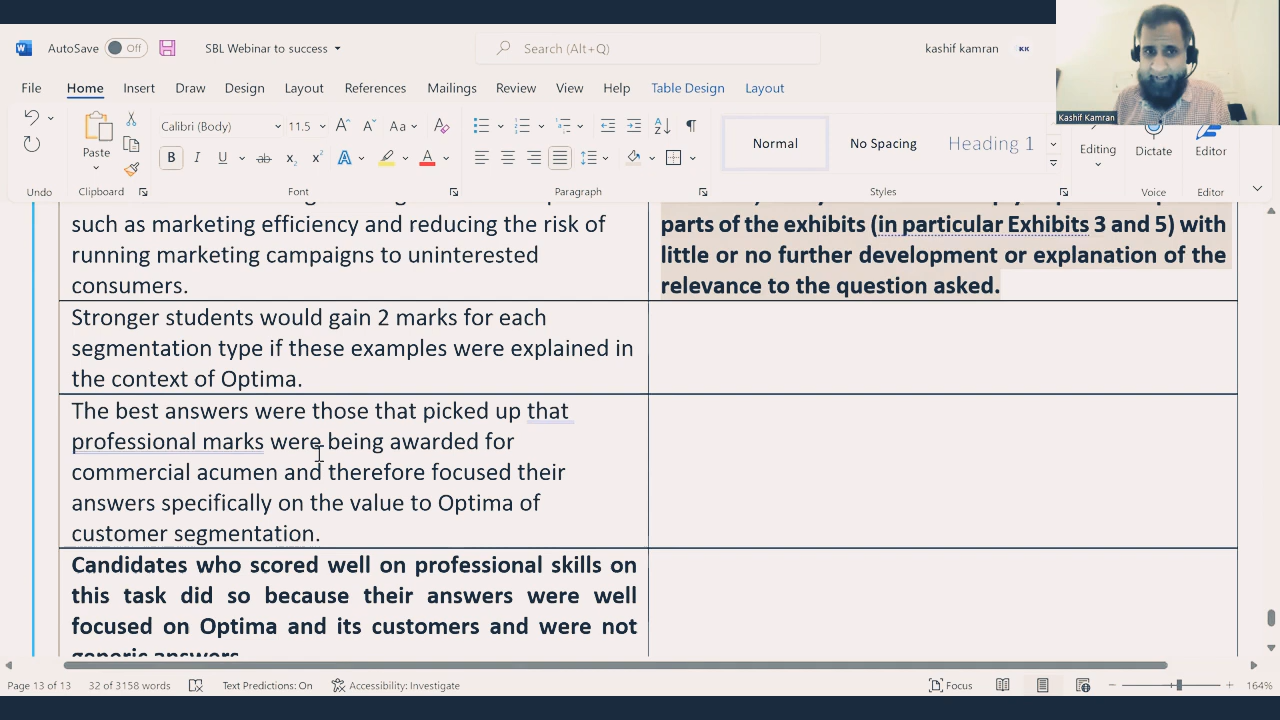 AutoSave Off SBL Webinar to success Search (Alt+Q) kashif kamran KK
File Home Insert Draw Design Layout References Mailings Review View Help Table Design Layout
Kashif Kamran
Calibri (Body) 11.5
Paste
Normal No Spacing Heading 1
Editing Dictate Editor
Undo Clipboard Font Paragraph Styles Voice Editor
such as marketing efficiency and reducing the risk of
running marketing campaigns to uninterested
consumers.
parts of the exhibits (in particular Exhibits 3 and 5) with
little or no further development or explanation of the
relevance to the question asked.
Stronger students would gain 2 marks for each
segmentation type if these examples were explained in
the context of Optima.
The best answers were those that picked up that
professional marks were being awarded for
commercial acumen and therefore focused their
answers specifically on the value to Optima of
customer segmentation.
Candidates who scored well on professional skills on
this task did so because their answers were well
focused on Optima and its customers and were not
generic answers
Page 13 of 13 32 of 3158 words Text Predictions: On Accessibility: Investigate Focus 164%